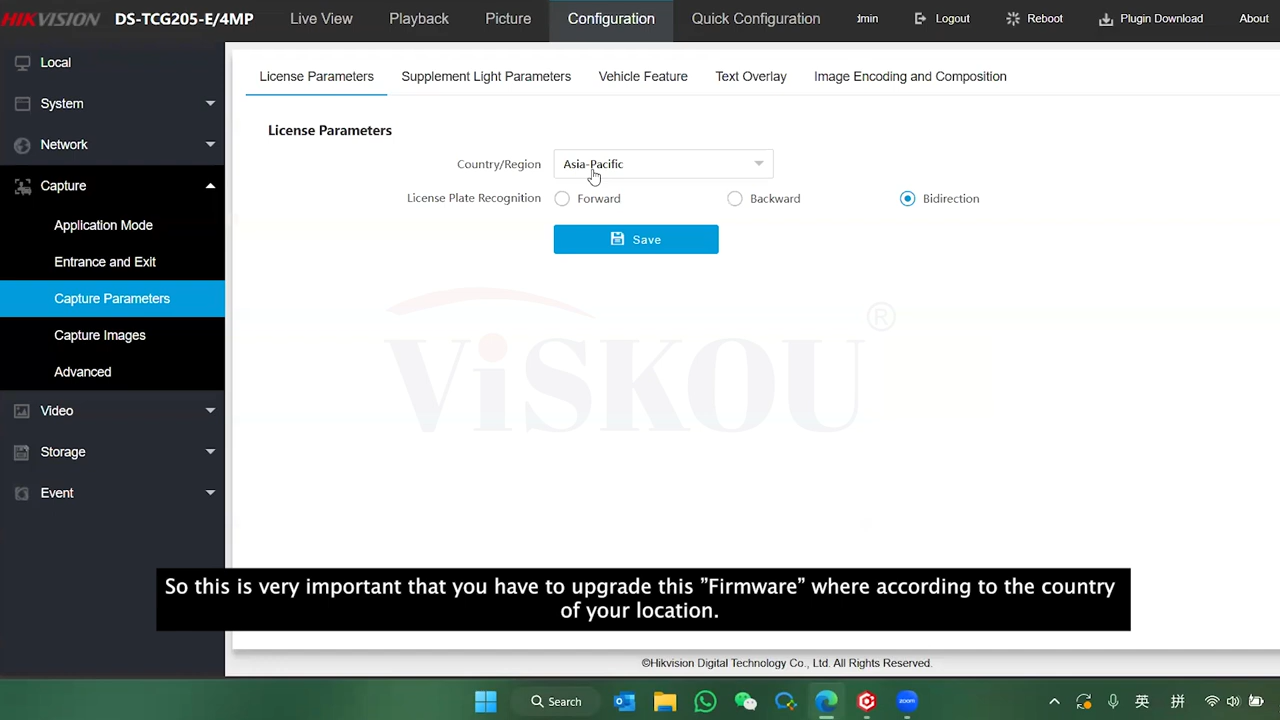 HIKVISION DS-TCG205-E/4MP Live View Playback Picture Configuration Quick Configuration :min Logout Reboot Plugin Download About
Local
System
Network
Capture
Application Mode
Entrance and Exit
Capture Parameters
Capture Images
Advanced
Video
Storage
Event
License Parameters Supplement Light Parameters Vehicle Feature Text Overlay Image Encoding and Composition
License Parameters
Country/Region Asia-Pacific
License Plate Recognition Forward Backward Bidirection
Save
ViSKOU ®
So this is very important that you have to upgrade this ”Firmware” where according to the country
of your location.
©Hikvision Digital Technology Co., Ltd. All Rights Reserved.
Search zoom 英 拼